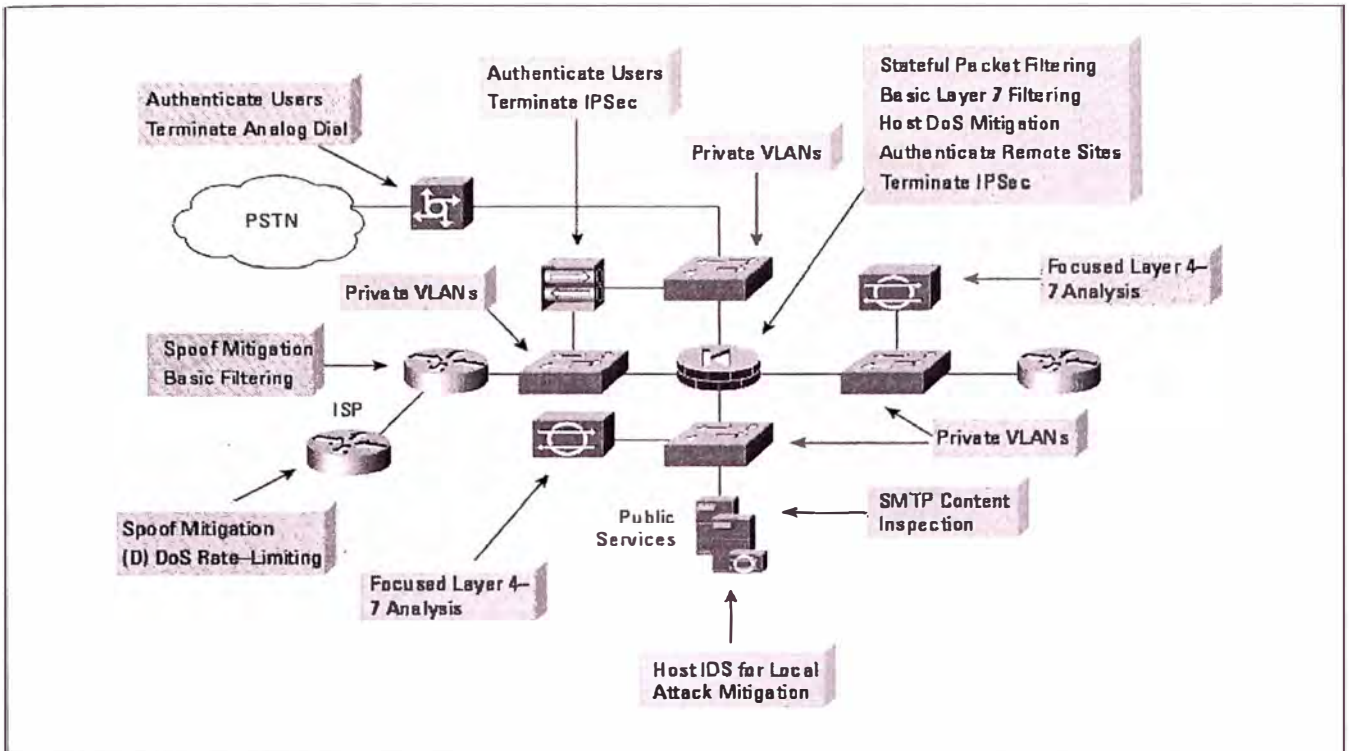 Authenticate Users
Terminate Analog Dial
Authenticate Users
Terminate IPSec
Private VLANs
Stateful Packet Filtering
Basic Layer 7 Filtering
Host DoS Mitigation
Authenticate Remote Sites
Terminate IPSec
PSTN
Private VLANs
Focused Layer 4–
7 Analysis
Spoof Mitigation
Basic Filtering
ISP
Private VLANs
Spoof Mitigation
(D) DoS Rate–Limiting
Focused Layer 4–
7 Analysis
Public
Services
SMTP Content
Inspection
Host IDS for Local
Attack Mitigation